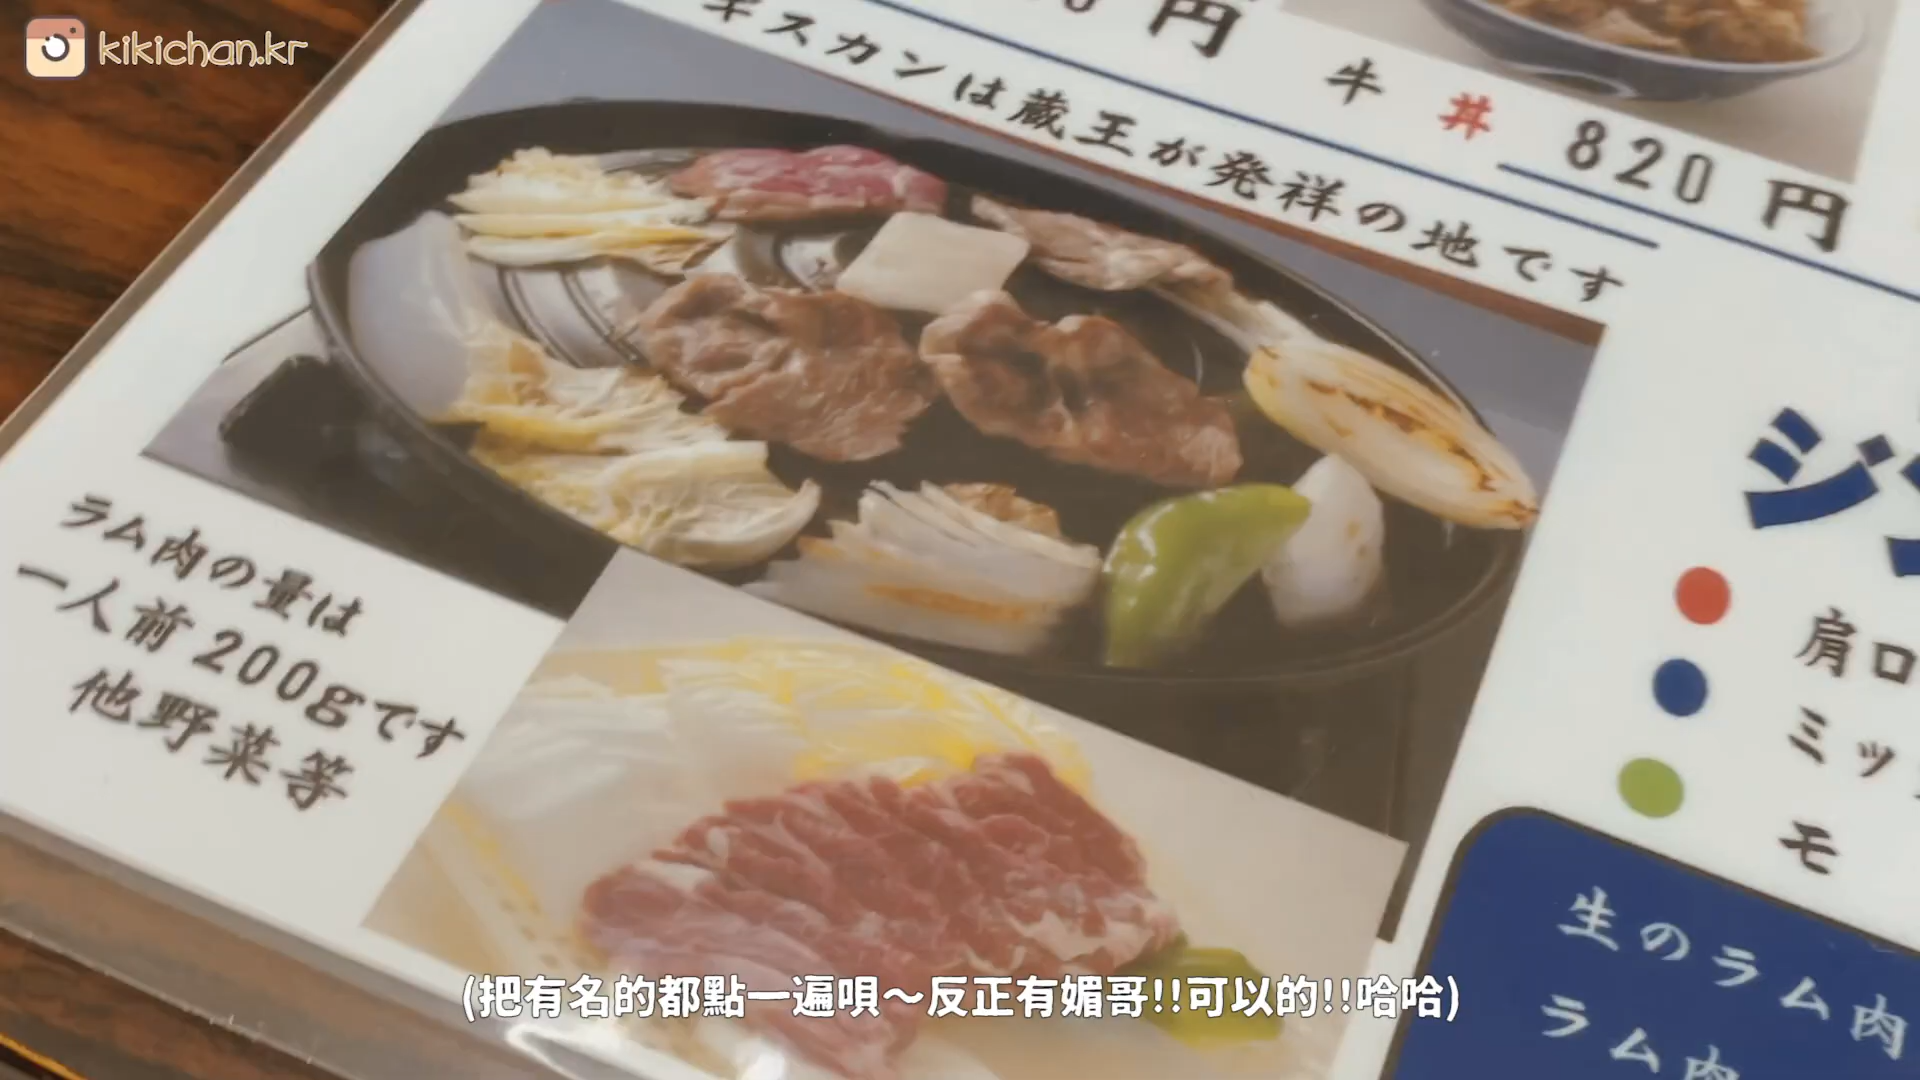 kikichan.kr
円
牛丼 820円
ギスカンは蔵王が発祥の地です
ラム肉の量は
一人前200gです
他野菜等
ジン
肩ロ
ミッ
モ
生のラム肉
ラム肉
(把有名的都點一遍唄～反正有媚哥!!可以的!!哈哈)